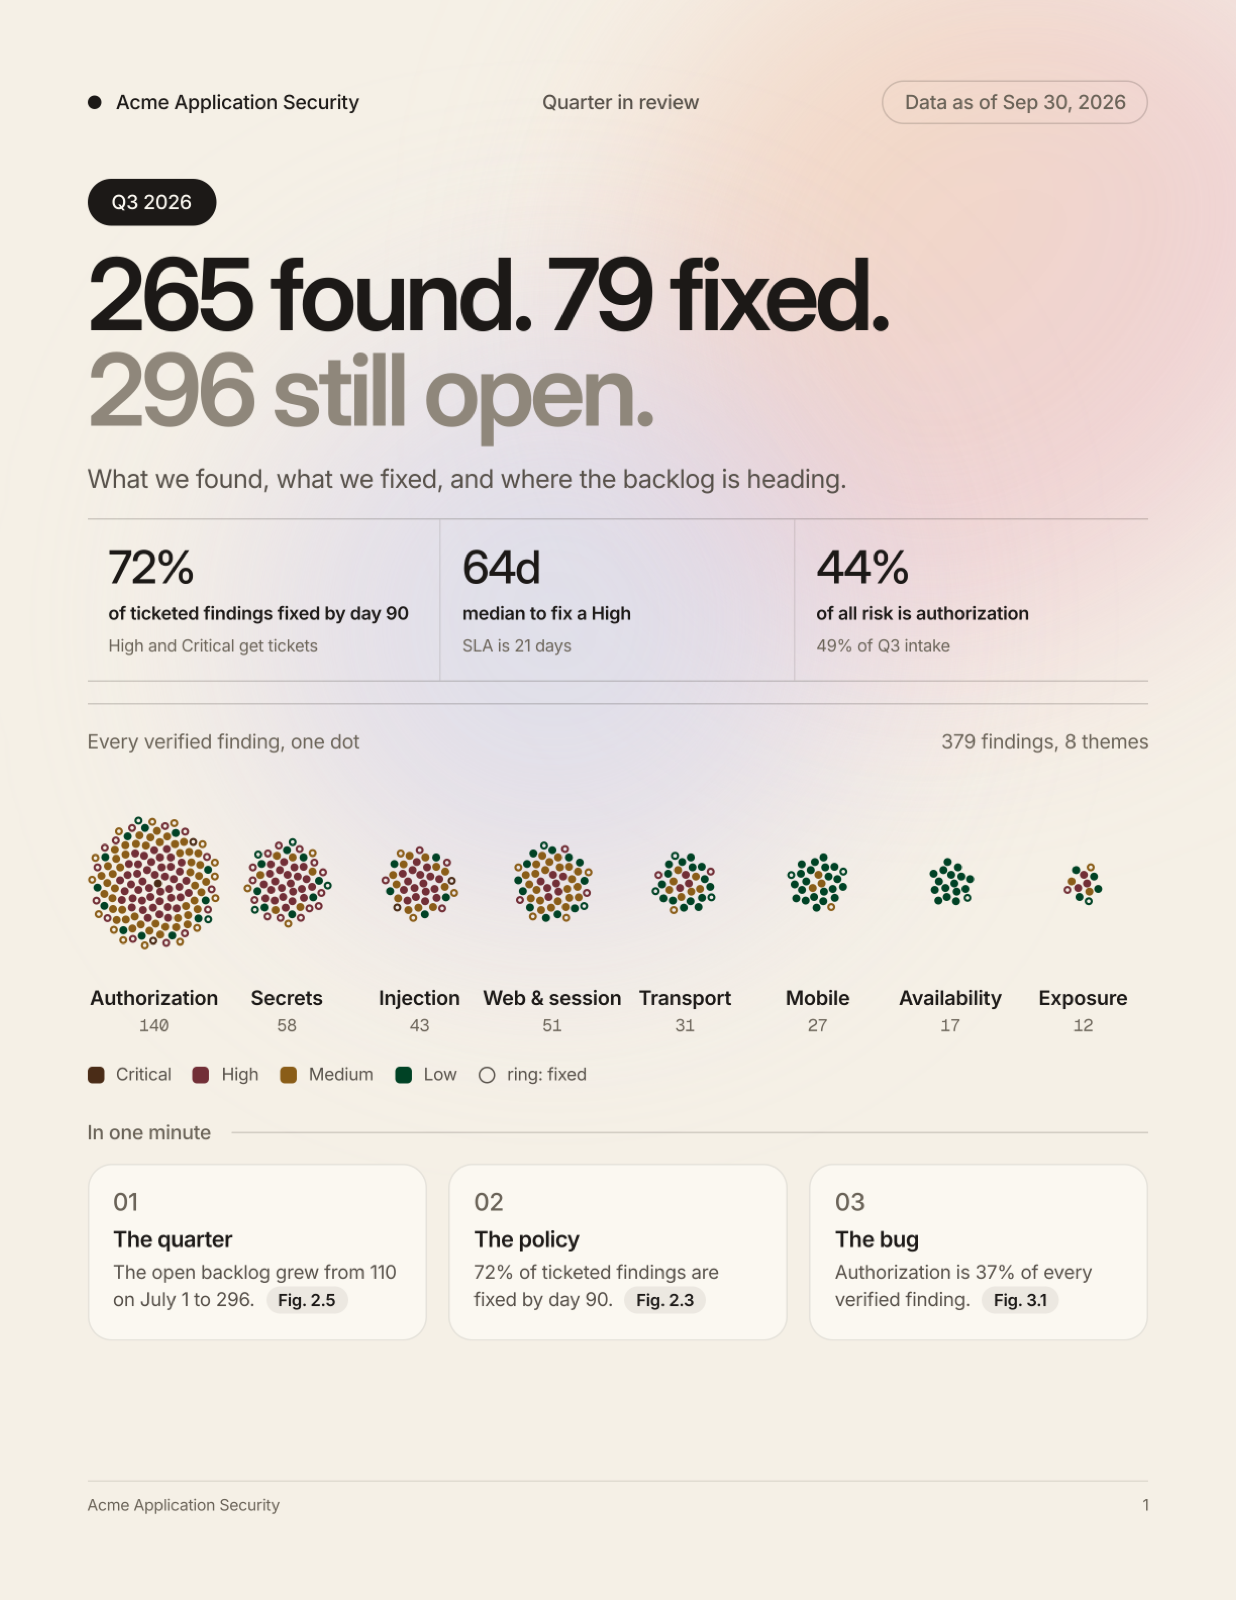 Acme Application Security
Quarter in review
Data as of Sep 30, 2026
Q3 2026
265 found. 79 fixed.
296 still open.
What we found, what we fixed, and where the backlog is heading.
72%
of ticketed findings fixed by day 90
High and Critical get tickets
64d
median to fix a High
SLA is 21 days
44%
of all risk is authorization
49% of Q3 intake
Every verified finding, one dot
379 findings, 8 themes
Authorization
140
Secrets
58
Injection
43
Web & session
51
Transport
31
Mobile
27
Availability
17
Exposure
12
Critical
High
Medium
Low
ring: fixed
In one minute
01
The quarter
The open backlog grew from 110
on July 1 to 296. Fig. 2.5
02
The policy
72% of ticketed findings are
fixed by day 90. Fig. 2.3
03
The bug
Authorization is 37% of every
verified finding. Fig. 3.1
Acme Application Security
1